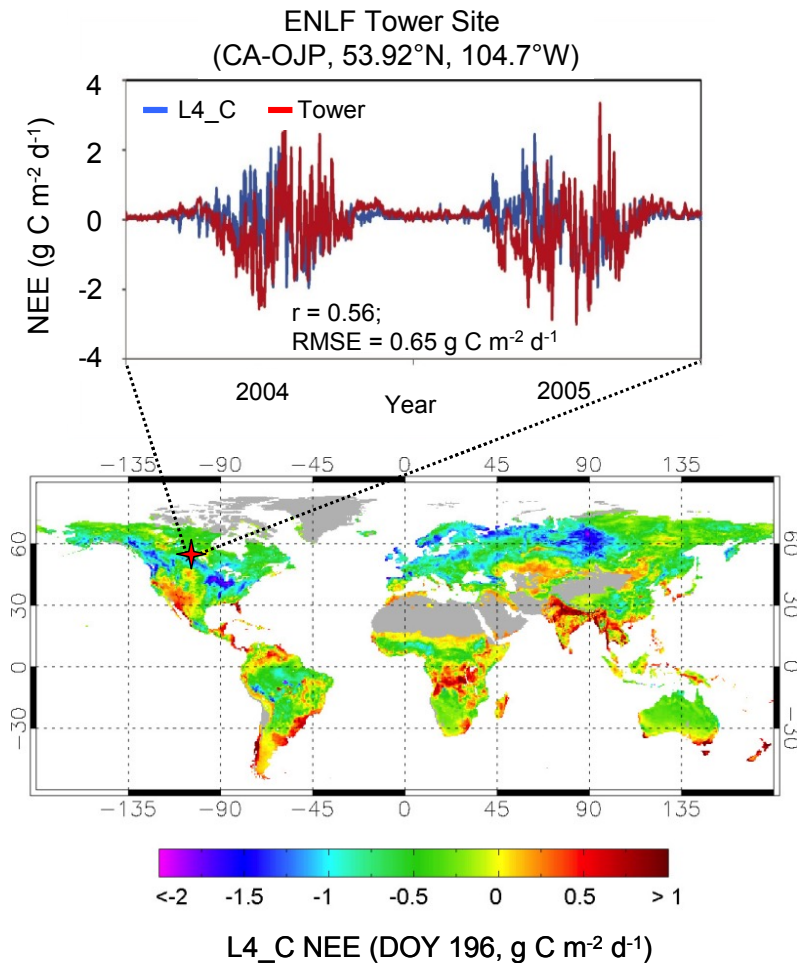 ENLF Tower Site
(CA-OJP, 53.92°N, 104.7°W)
4
L4_C Tower
2
0
-2
-4
NEE (g C m-2 d-1)
r = 0.56;
RMSE = 0.65 g C m-2 d-1
2004 2005
Year
−135 −90 −45 0 45 90 135
60 60
30 30
0 0
−30 −30
−135 −90 −45 0 45 90 135
<-2 -1.5 -1 -0.5 0 0.5 > 1
L4_C NEE (DOY 196, g C m-2 d-1)